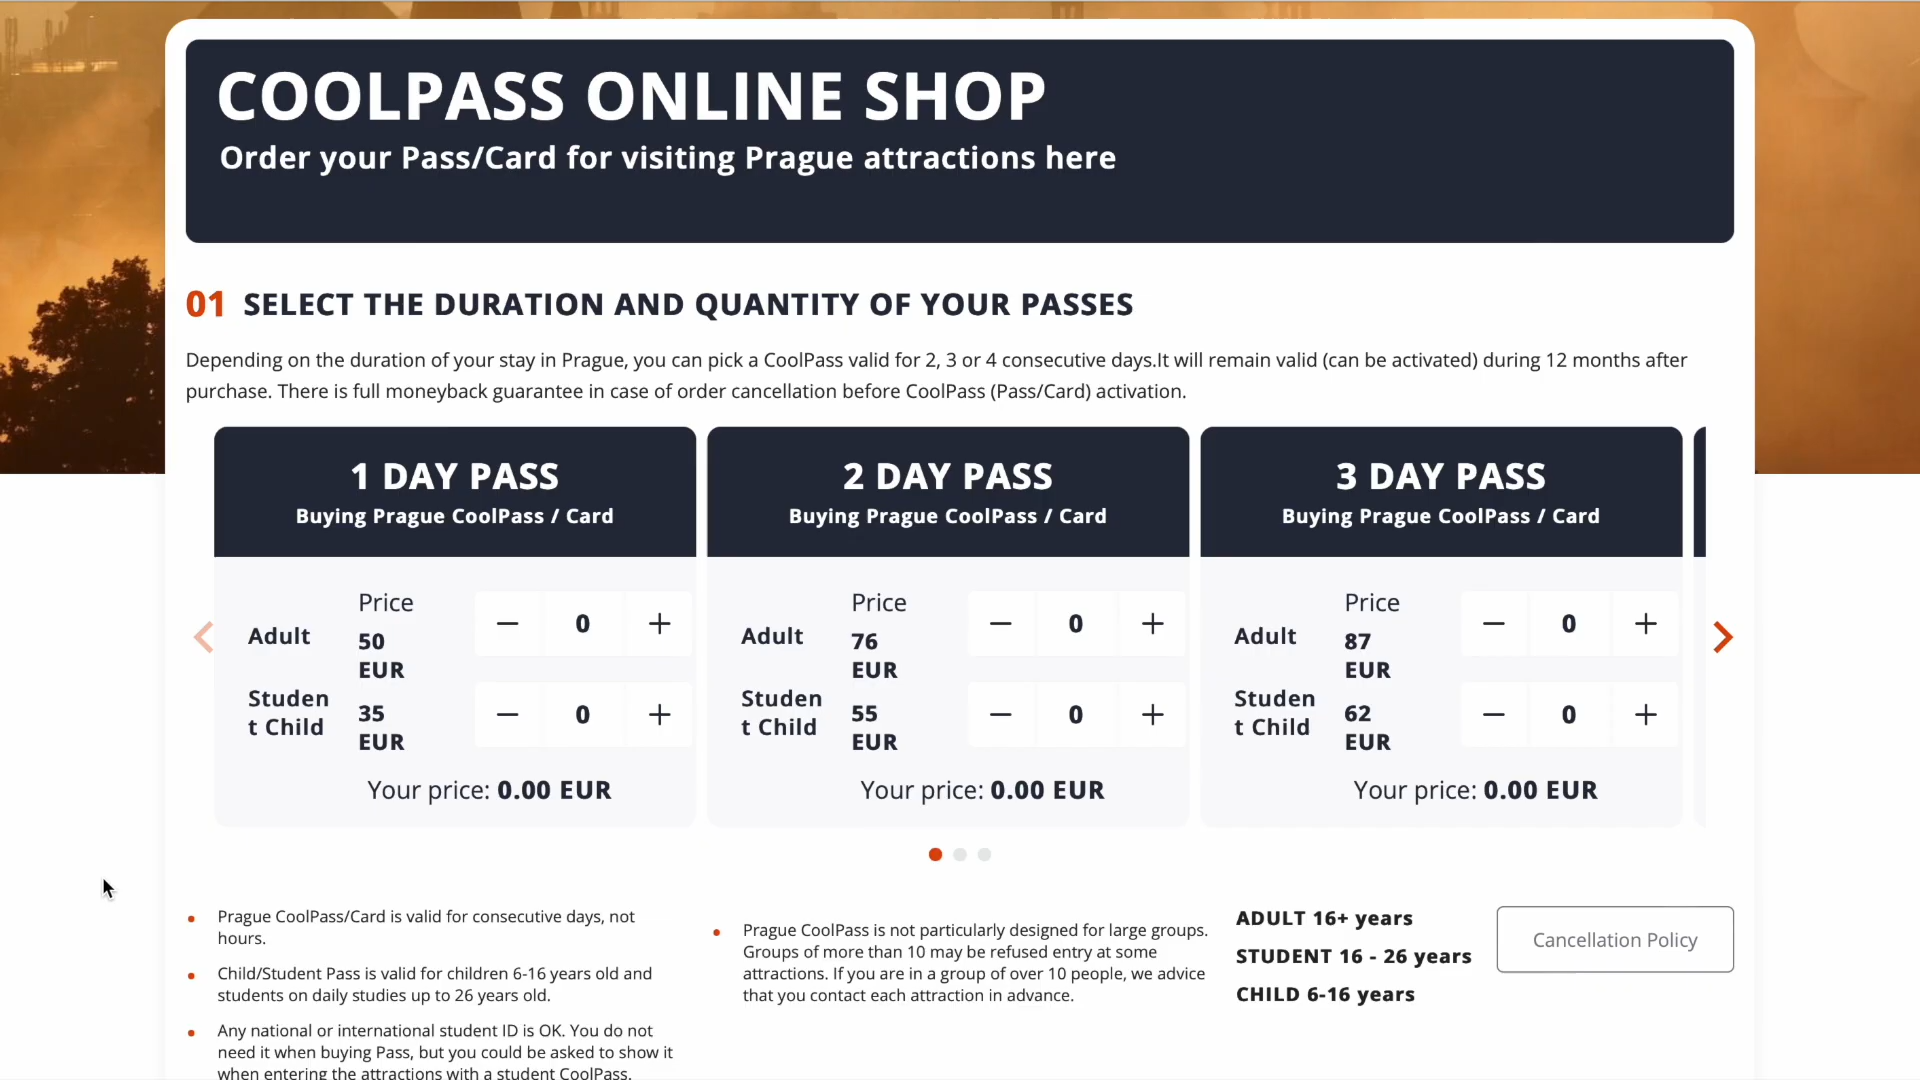 COOLPASS ONLINE SHOP
Order your Pass/Card for visiting Prague attractions here
01 SELECT THE DURATION AND QUANTITY OF YOUR PASSES
Depending on the duration of your stay in Prague, you can pick a CoolPass valid for 2, 3 or 4 consecutive days.It will remain valid (can be activated) during 12 months after
purchase. There is full moneyback guarantee in case of order cancellation before CoolPass (Pass/Card) activation.
1 DAY PASS
Buying Prague CoolPass / Card
Price
Adult
50
EUR
− 0 +
Studen
t Child
35
EUR
− 0 +
Your price: 0.00 EUR
2 DAY PASS
Buying Prague CoolPass / Card
Price
Adult
76
EUR
− 0 +
Studen
t Child
55
EUR
− 0 +
Your price: 0.00 EUR
3 DAY PASS
Buying Prague CoolPass / Card
Price
Adult
87
EUR
− 0 +
Studen
t Child
62
EUR
− 0 +
Your price: 0.00 EUR
Prague CoolPass/Card is valid for consecutive days, not
hours.
Child/Student Pass is valid for children 6-16 years old and
students on daily studies up to 26 years old.
Any national or international student ID is OK. You do not
need it when buying Pass, but you could be asked to show it
when entering the attractions with a student CoolPass.
Prague CoolPass is not particularly designed for large groups.
Groups of more than 10 may be refused entry at some
attractions. If you are in a group of over 10 people, we advice
that you contact each attraction in advance.
ADULT 16+ years
STUDENT 16 - 26 years
CHILD 6-16 years
Cancellation Policy